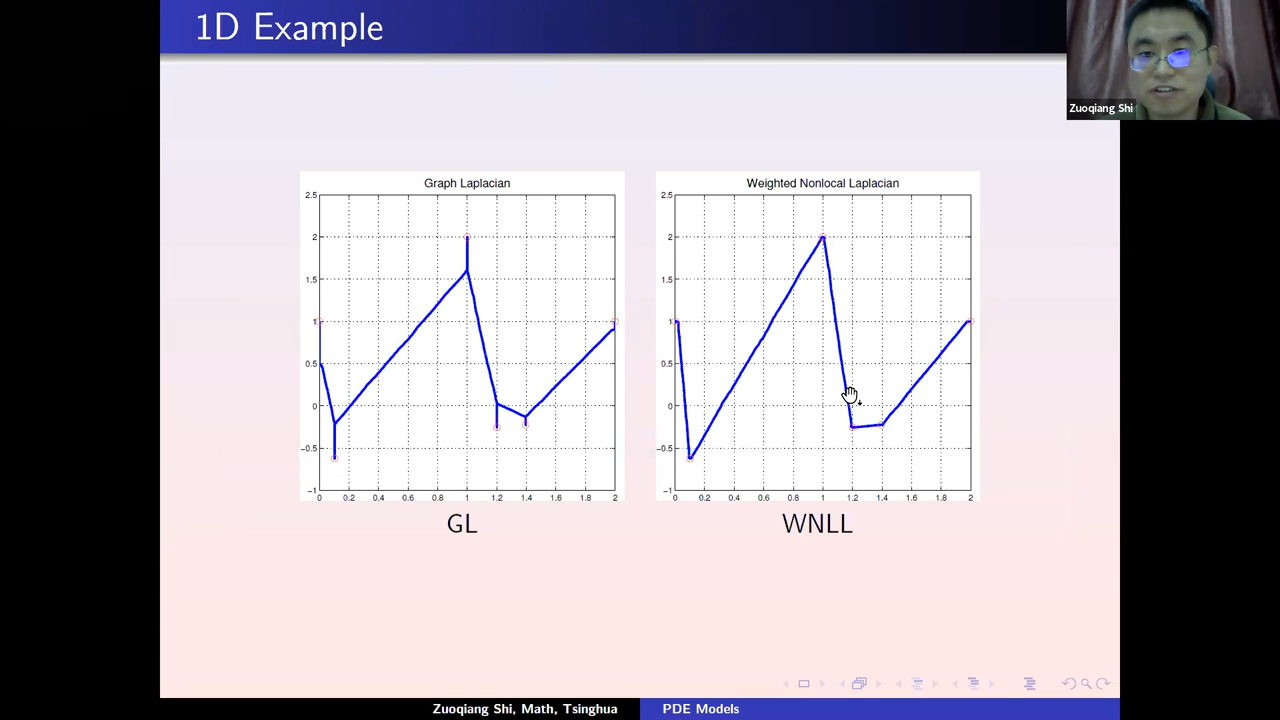 1D Example
Zuoqiang Shi
Graph Laplacian
2.5
2
1.5
1
0.5
0
−0.5
−1
0 0.2 0.4 0.6 0.8 1 1.2 1.4 1.6 1.8 2
GL
Weighted Nonlocal Laplacian
2.5
2
1.5
1
0.5
0
−0.5
−1
0 0.2 0.4 0.6 0.8 1 1.2 1.4 1.6 1.8 2
WNLL
Zuoqiang Shi, Math, Tsinghua
PDE Models